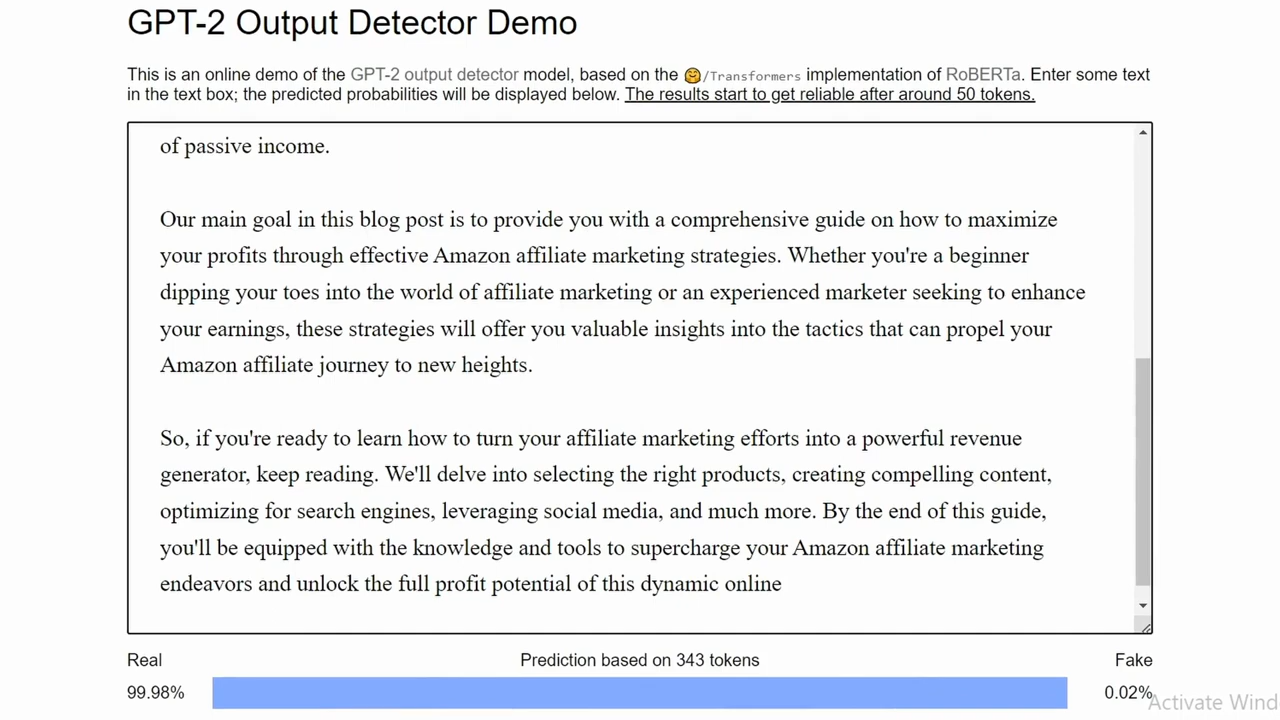 GPT-2 Output Detector Demo
This is an online demo of the GPT-2 output detector model, based on the 🤗/Transformers implementation of RoBERTa. Enter some text
in the text box; the predicted probabilities will be displayed below. The results start to get reliable after around 50 tokens.
of passive income.
Our main goal in this blog post is to provide you with a comprehensive guide on how to maximize
your profits through effective Amazon affiliate marketing strategies. Whether you're a beginner
dipping your toes into the world of affiliate marketing or an experienced marketer seeking to enhance
your earnings, these strategies will offer you valuable insights into the tactics that can propel your
Amazon affiliate journey to new heights.
So, if you're ready to learn how to turn your affiliate marketing efforts into a powerful revenue
generator, keep reading. We'll delve into selecting the right products, creating compelling content,
optimizing for search engines, leveraging social media, and much more. By the end of this guide,
you'll be equipped with the knowledge and tools to supercharge your Amazon affiliate marketing
endeavors and unlock the full profit potential of this dynamic online
Real Prediction based on 343 tokens Fake
99.98% 0.02%
Activate Wind